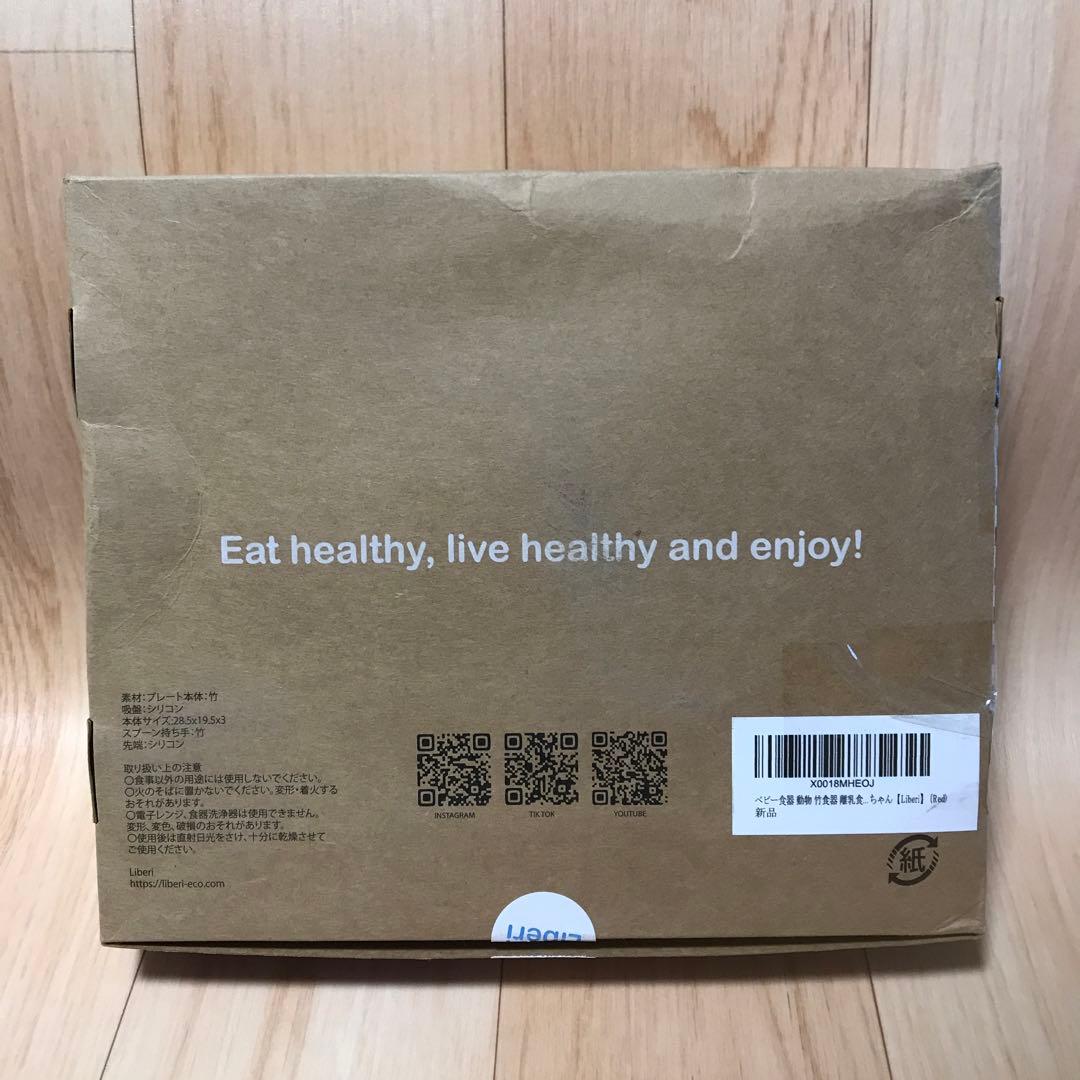 Eat healthy, live healthy and enjoy!
素材:プレート本体:竹
吸盤:シリコン
本体サイズ:28.5x19.5x3
スプーン持ち手:竹
先端:シリコン
取り扱い上の注意
○食事以外の用途には使用しないでください。
○火のそばに置かないでください。変形・着火する
おそれがあります。
○電子レンジ、食器洗浄器は使用できません。
変形、変色、破損のおそれがあります。
○使用後は直射日光をさけ、十分に乾燥させて
ご使用ください。
Liberi
https://liberi-eco.com
INSTAGRAM
TIK TOK
YOUTUBE
X0018MHEOJ
ベビー食器 動物 竹食器 離乳食...ちゃん【Liberi】 (Red)
新品
紙
Liberi